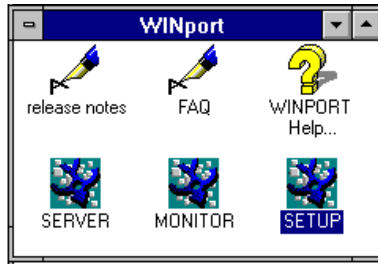 WINport
release notes
FAQ
WINPORT
Help...
SERVER
MONITOR
SETUP